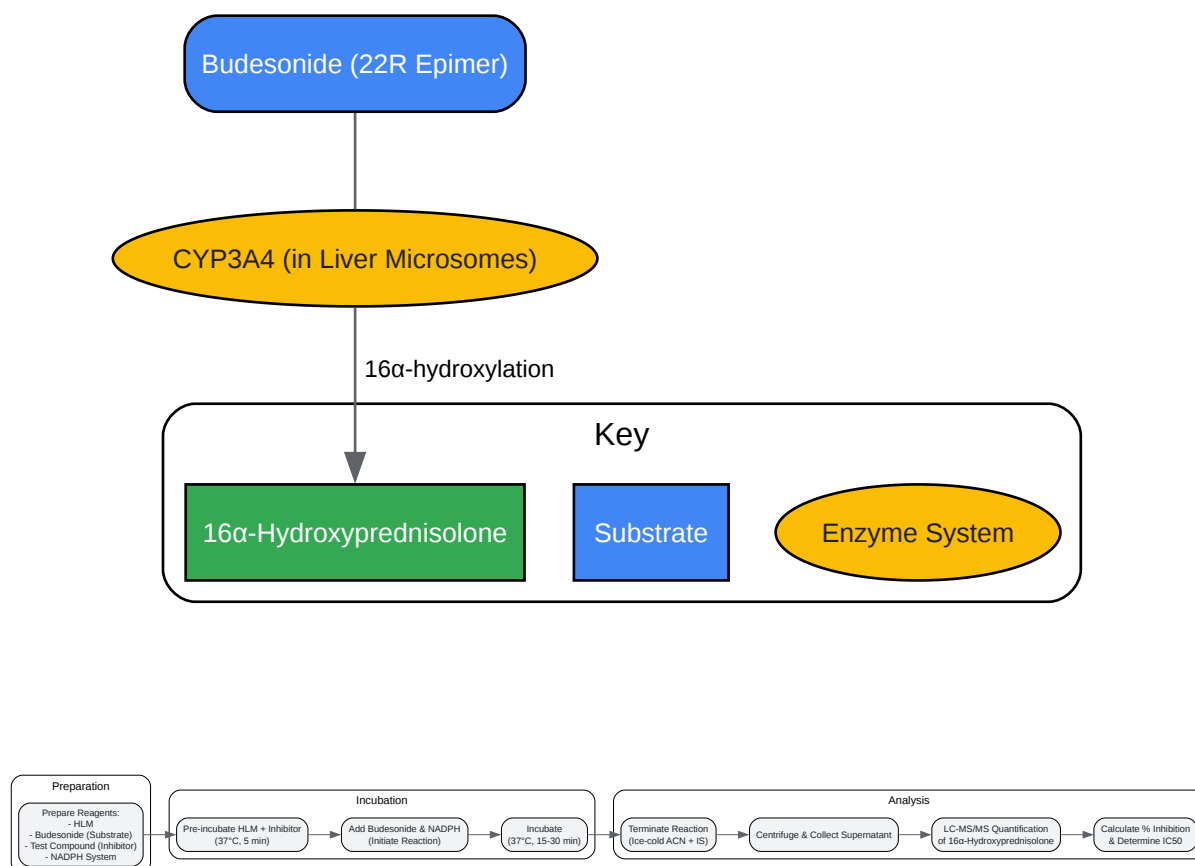 Budesonide (22R Epimer)
CYP3A4 (in Liver Microsomes)
16α-hydroxylation
Key
16α-Hydroxyprednisolone
Substrate
Enzyme System
Preparation
Prepare Reagents:
- HLM
- Budesonide (Substrate)
- Test Compound (Inhibitor)
- NADPH System
Incubation
Pre-incubate HLM + Inhibitor
(37°C, 5 min)
Add Budesonide & NADPH
(Initiate Reaction)
Incubate
(37°C, 15-30 min)
Analysis
Terminate Reaction
(Ice-cold ACN + IS)
Centrifuge & Collect Supernatant
LC-MS/MS Quantification
of 16α-Hydroxyprednisolone
Calculate % Inhibition
& Determine IC50